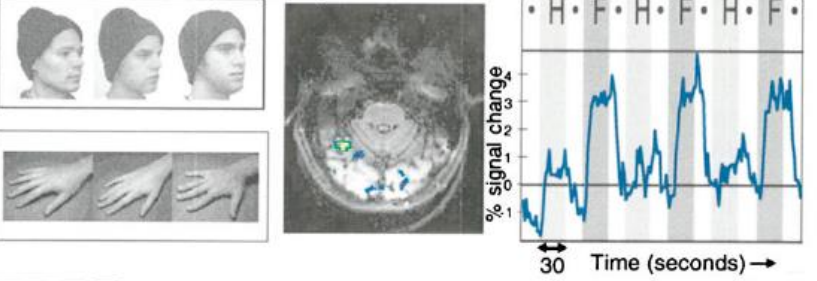 · H · F · H · F · H · F ·
% signal change
4
3
2
1
0
-1
30
Time (seconds) →